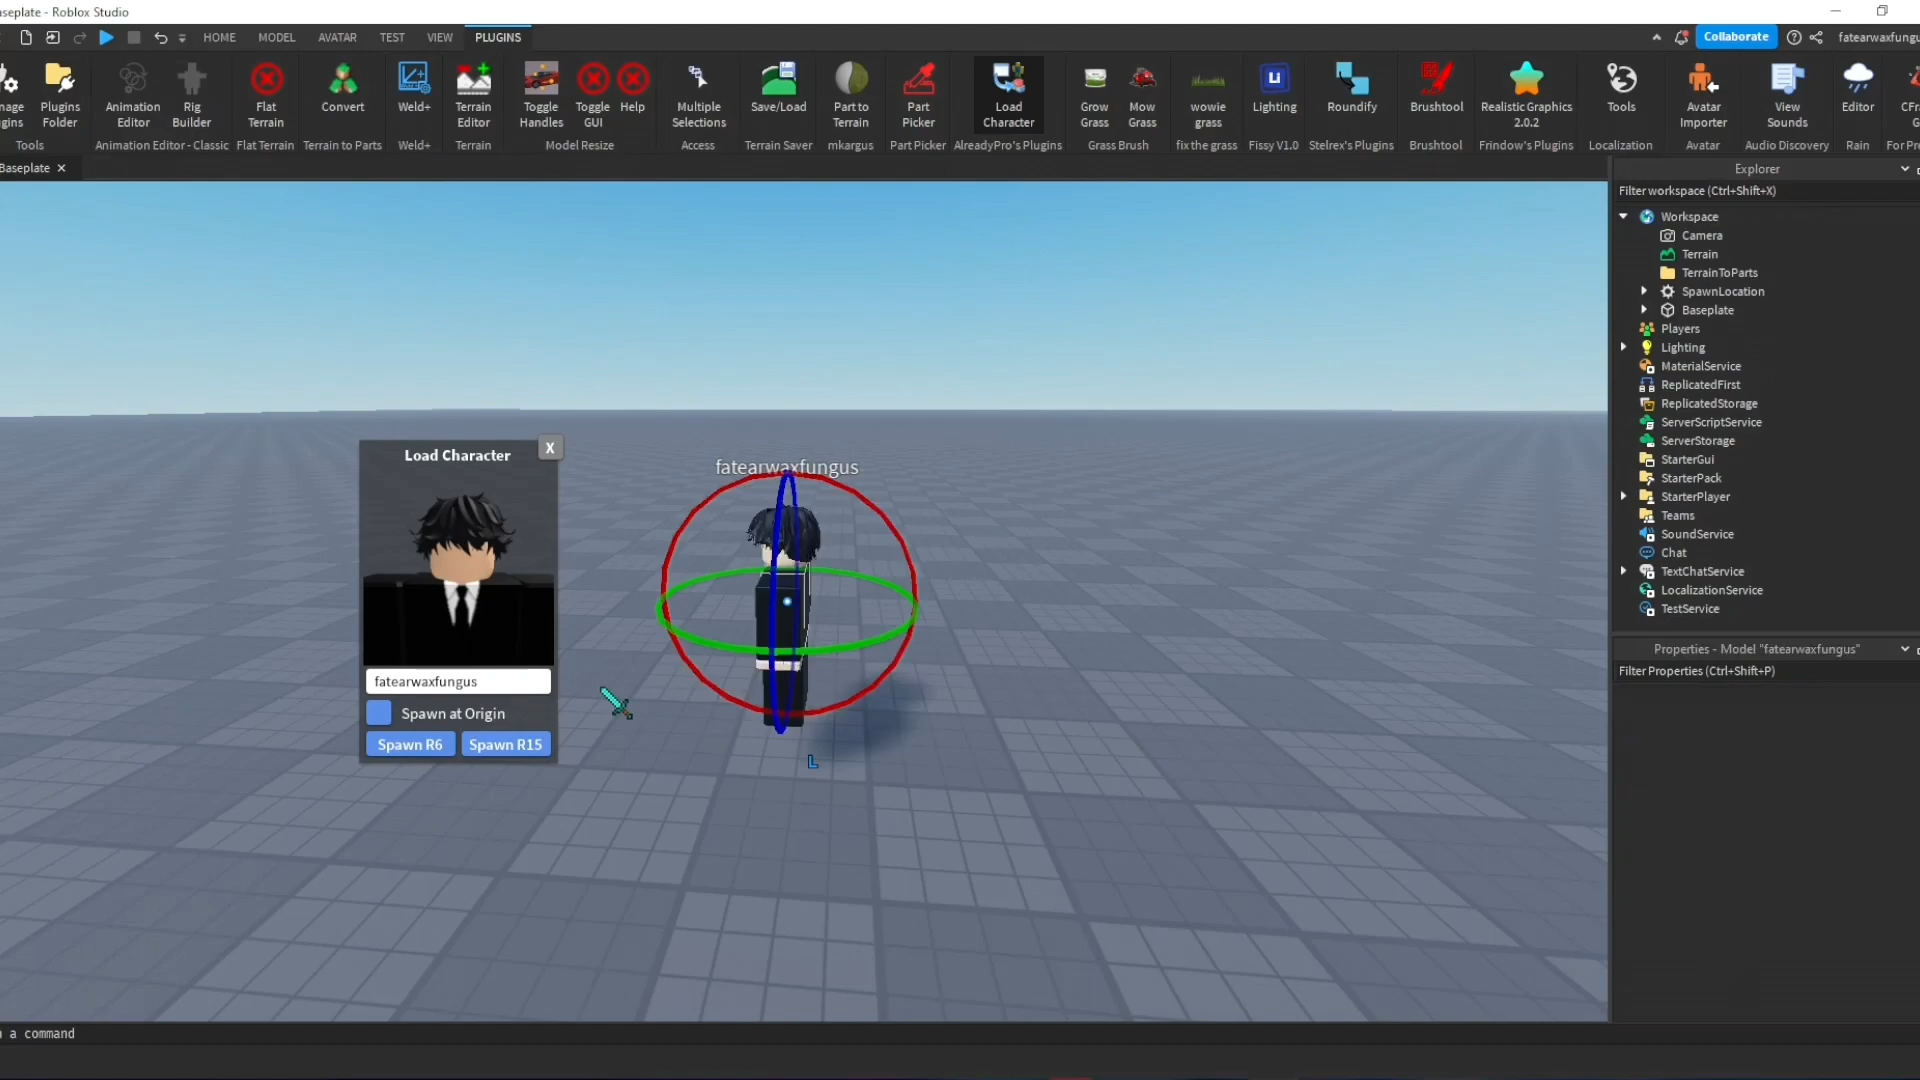 aseplate - Roblox Studio
HOME MODEL AVATAR TEST VIEW PLUGINS
Collaborate
fatearwaxfungu
nage
gins
Plugins
Folder
Animation
Editor
Rig
Builder
Flat
Terrain
Convert
Weld+
Terrain
Editor
Toggle
Handles
Toggle
GUI
Help
Multiple
Selections
Save/Load
Part to
Terrain
Part
Picker
Load
Character
Grow
Grass
Mow
Grass
wowie
grass
Lighting
Roundify
Brushtool
Realistic Graphics
2.0.2
Tools
Avatar
Importer
View
Sounds
Editor
CFra
G
Tools
Animation Editor - Classic
Flat Terrain
Terrain to Parts
Weld+
Terrain
Model Resize
Access
Terrain Saver
mkargus
Part Picker
AlreadyPro's Plugins
Grass Brush
fix the grass
Fissy V1.0
Stelrex's Plugins
Brushtool
Frindow's Plugins
Localization
Avatar
Audio Discovery
Rain
For Pre
Baseplate
Explorer
Filter workspace (Ctrl+Shift+X)
Workspace
Camera
Terrain
TerrainToParts
SpawnLocation
Baseplate
Players
Lighting
MaterialService
ReplicatedFirst
ReplicatedStorage
ServerScriptService
ServerStorage
StarterGui
StarterPack
StarterPlayer
Teams
SoundService
Chat
TextChatService
LocalizationService
TestService
Properties - Model "fatearwaxfungus"
Filter Properties (Ctrl+Shift+P)
Load Character
X
fatearwaxfungus
Spawn at Origin
Spawn R6
Spawn R15
fatearwaxfungus
L
a command